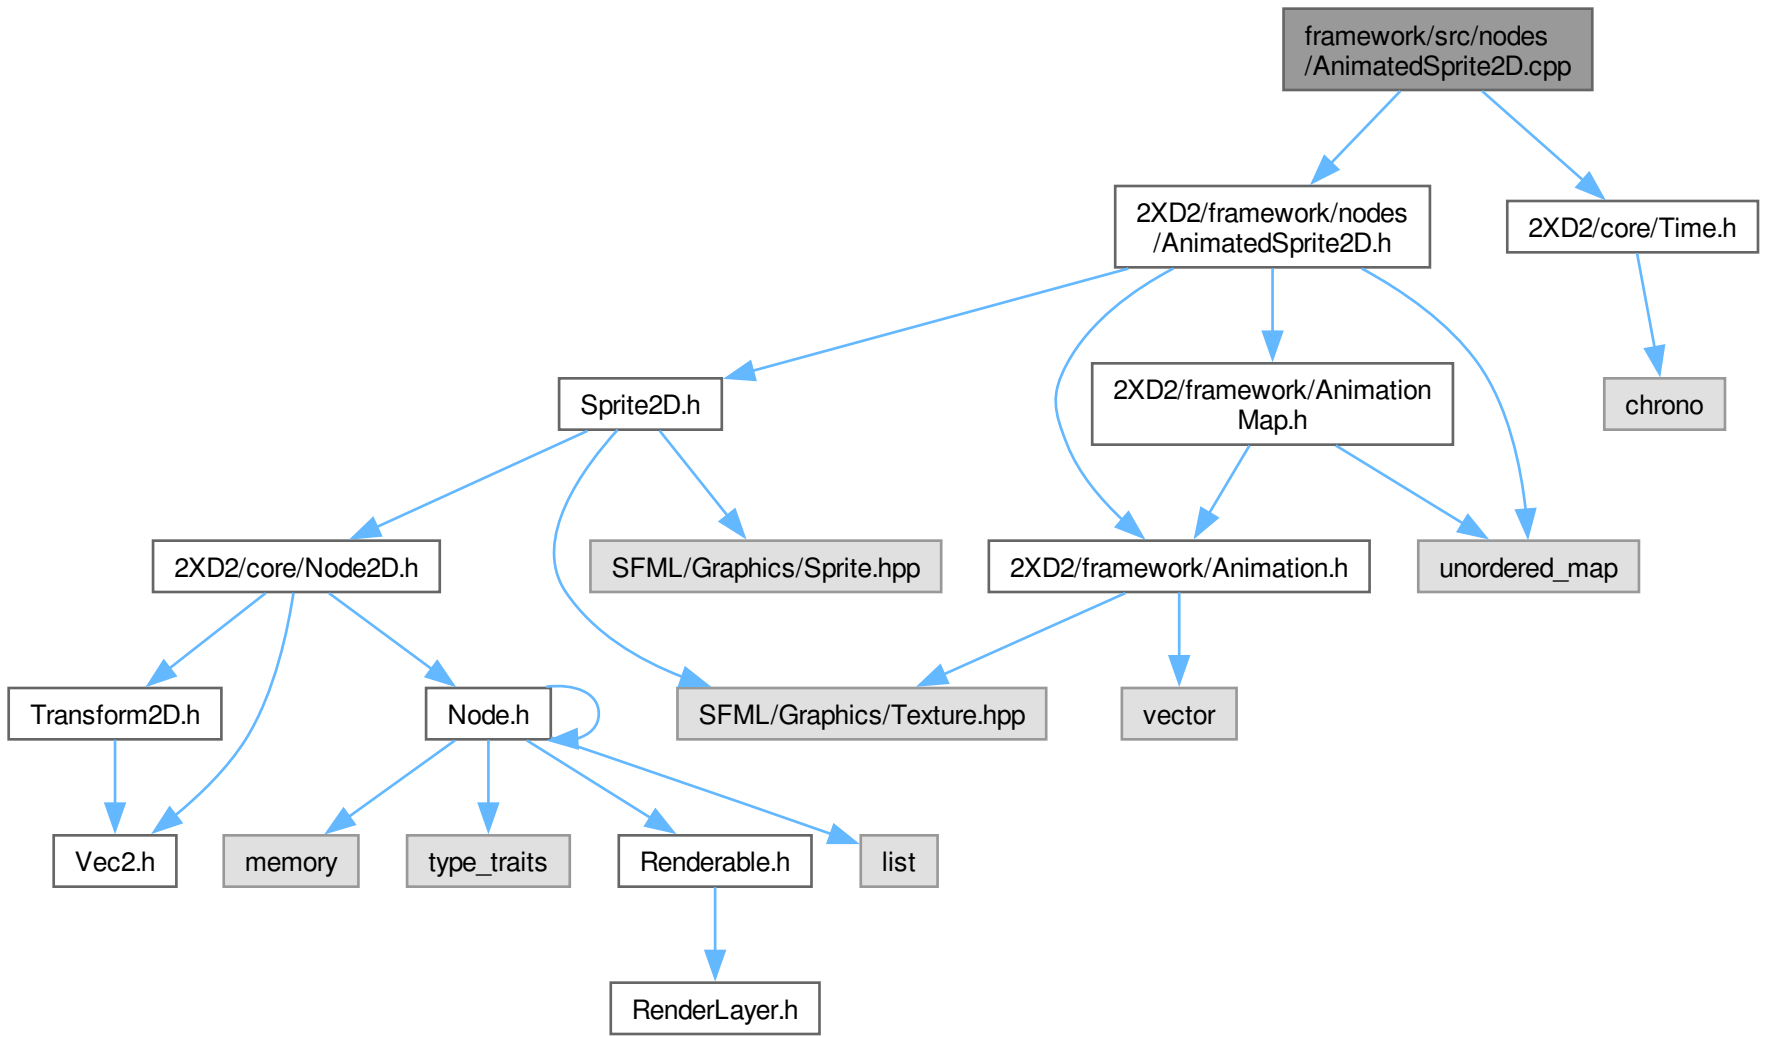 framework/src/nodes
/AnimatedSprite2D.cpp
2XD2/framework/nodes
/AnimatedSprite2D.h
2XD2/core/Time.h
Sprite2D.h
2XD2/framework/Animation
Map.h
chrono
2XD2/core/Node2D.h
SFML/Graphics/Sprite.hpp
2XD2/framework/Animation.h
unordered_map
Transform2D.h
Node.h
SFML/Graphics/Texture.hpp
vector
Vec2.h
memory
type_traits
Renderable.h
list
RenderLayer.h